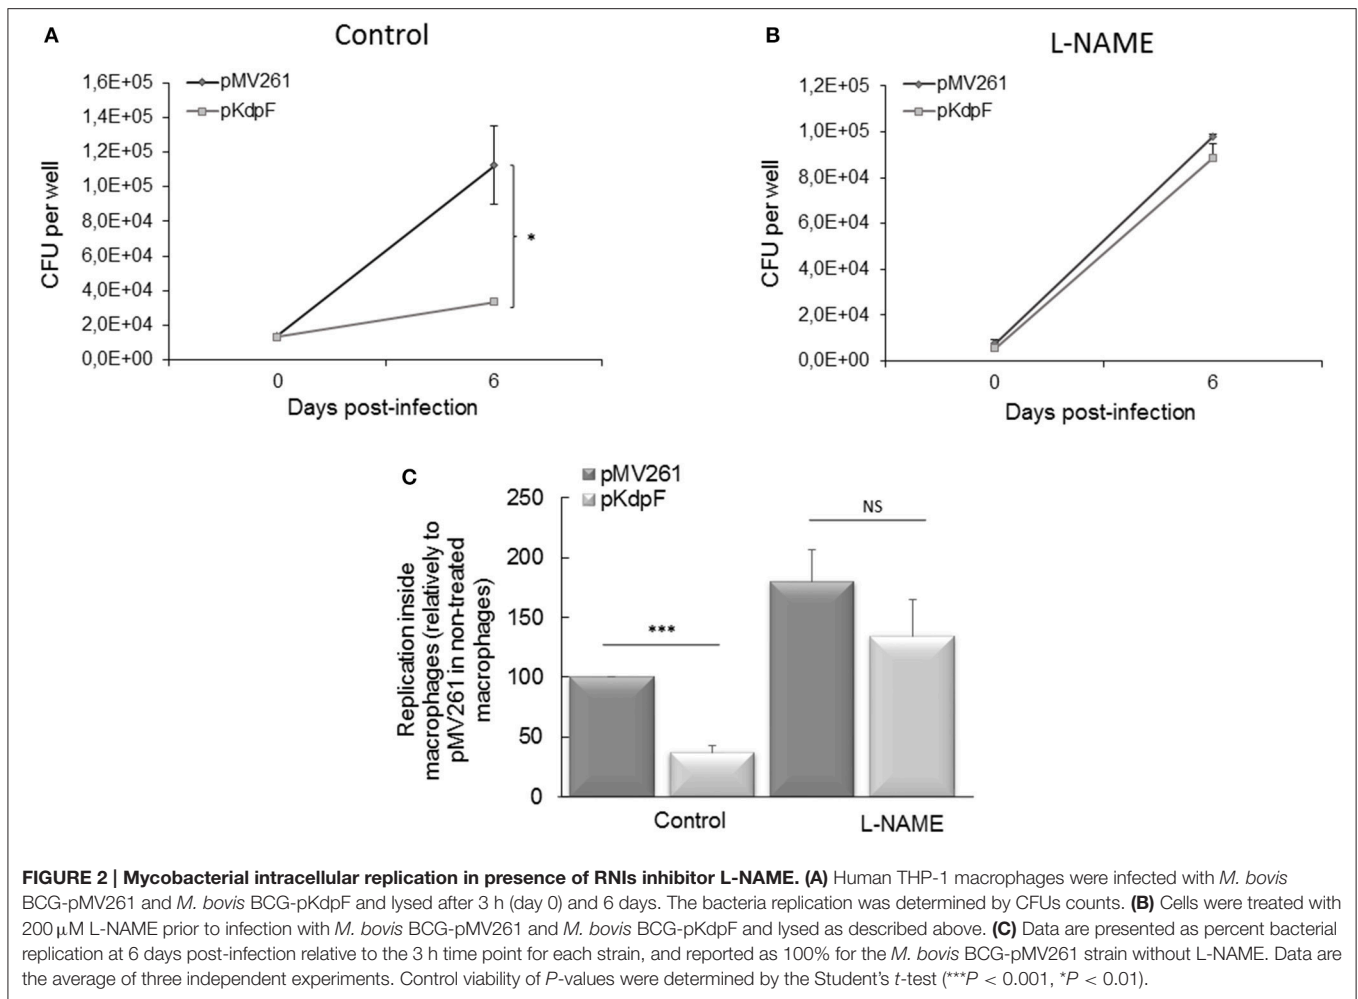 A
Control
1,6E+05
1,4E+05
1,2E+05
1,0E+05
8,0E+04
6,0E+04
4,0E+04
2,0E+04
0,0E+00
CFU per well
pMV261
pKdpF
*
0
6
Days post-infection
B
L-NAME
1,2E+05
1,0E+05
8,0E+04
6,0E+04
4,0E+04
2,0E+04
0,0E+00
CFU per well
pMV261
pKdpF
0
6
Days post-infection
C
pMV261
pKdpF
250
200
150
100
50
0
Replication inside
macrophages (relatively to
pMV261 in non-treated
macrophages)
***
NS
Control
L-NAME
FIGURE 2 | Mycobacterial intracellular replication in presence of RNIs inhibitor L-NAME. (A) Human THP-1 macrophages were infected with M. bovis
BCG-pMV261 and M. bovis BCG-pKdpF and lysed after 3 h (day 0) and 6 days. The bacteria replication was determined by CFUs counts. (B) Cells were treated with
200 μM L-NAME prior to infection with M. bovis BCG-pMV261 and M. bovis BCG-pKdpF and lysed as described above. (C) Data are presented as percent bacterial
replication at 6 days post-infection relative to the 3 h time point for each strain, and reported as 100% for the M. bovis BCG-pMV261 strain without L-NAME. Data are
the average of three independent experiments. Control viability of P-values were determined by the Student's t-test (***P < 0.001, *P < 0.01).